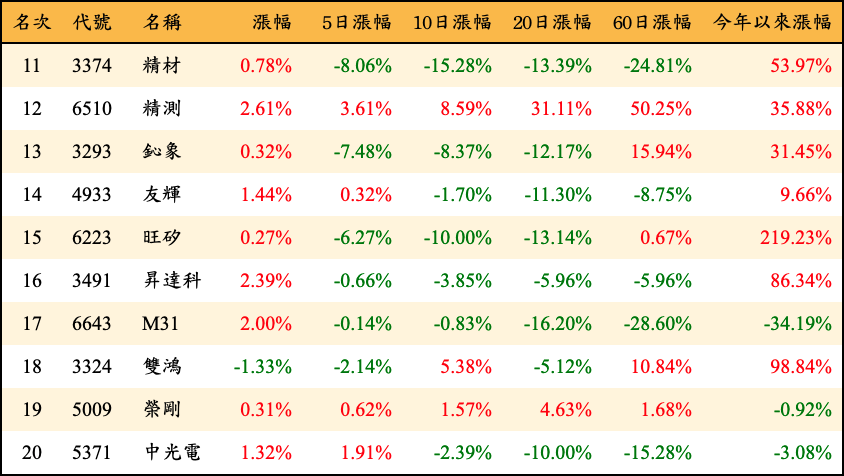 名次 代號 名稱 漲幅 5日漲幅 10日漲幅 20日漲幅 60日漲幅 今年以來漲幅
11 3374 精材 0.78% -8.06% -15.28% -13.39% -24.81% 53.97%
12 6510 精測 2.61% 3.61% 8.59% 31.11% 50.25% 35.88%
13 3293 鈊象 0.32% -7.48% -8.37% -12.17% 15.94% 31.45%
14 4933 友輝 1.44% 0.32% -1.70% -11.30% -8.75% 9.66%
15 6223 旺矽 0.27% -6.27% -10.00% -13.14% 0.67% 219.23%
16 3491 昇達科 2.39% -0.66% -3.85% -5.96% -5.96% 86.34%
17 6643 M31 2.00% -0.14% -0.83% -16.20% -28.60% -34.19%
18 3324 雙鴻 -1.33% -2.14% 5.38% -5.12% 10.84% 98.84%
19 5009 榮剛 0.31% 0.62% 1.57% 4.63% 1.68% -0.92%
20 5371 中光電 1.32% 1.91% -2.39% -10.00% -15.28% -3.08%